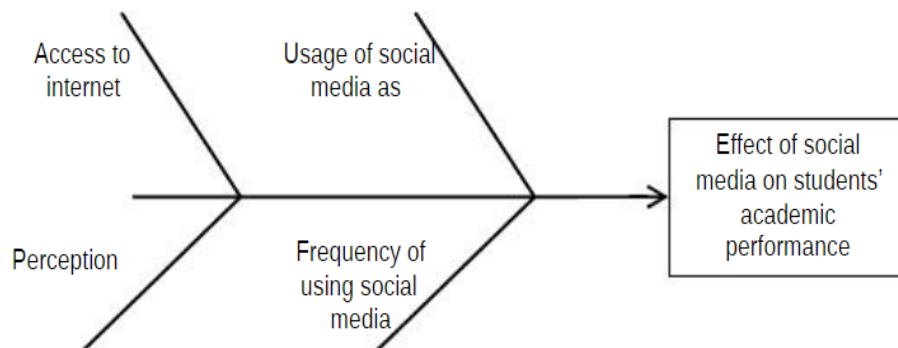 Access to
internet
Usage of social
media as
Effect of social
media on students’
academic
performance
Perception
Frequency of
using social
media